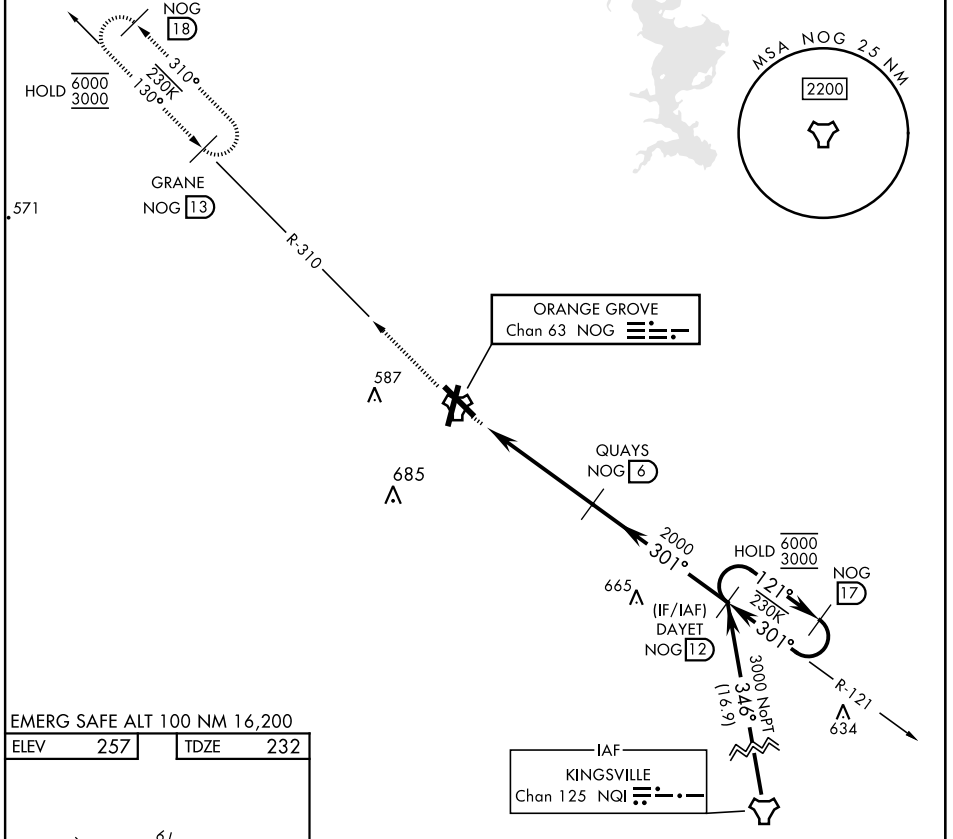 NOG
18
MSA NOG 25 NM
2200
310°
230K
130°
HOLD 6000
3000
GRANE
NOG 13
571
R-310
ORANGE GROVE
Chan 63 NOG
587
685
QUAYS
NOG 6
2000
301°
HOLD 6000
3000
NOG
17
121°
230K
301°
665
(IF/IAF)
DAYET
NOG 12
3000 NoPT
346°
(16.9)
R-121
634
EMERG SAFE ALT 100 NM 16,200
ELEV 257
TDZE 232
IAF
KINGSVILLE
Chan 125 NQI